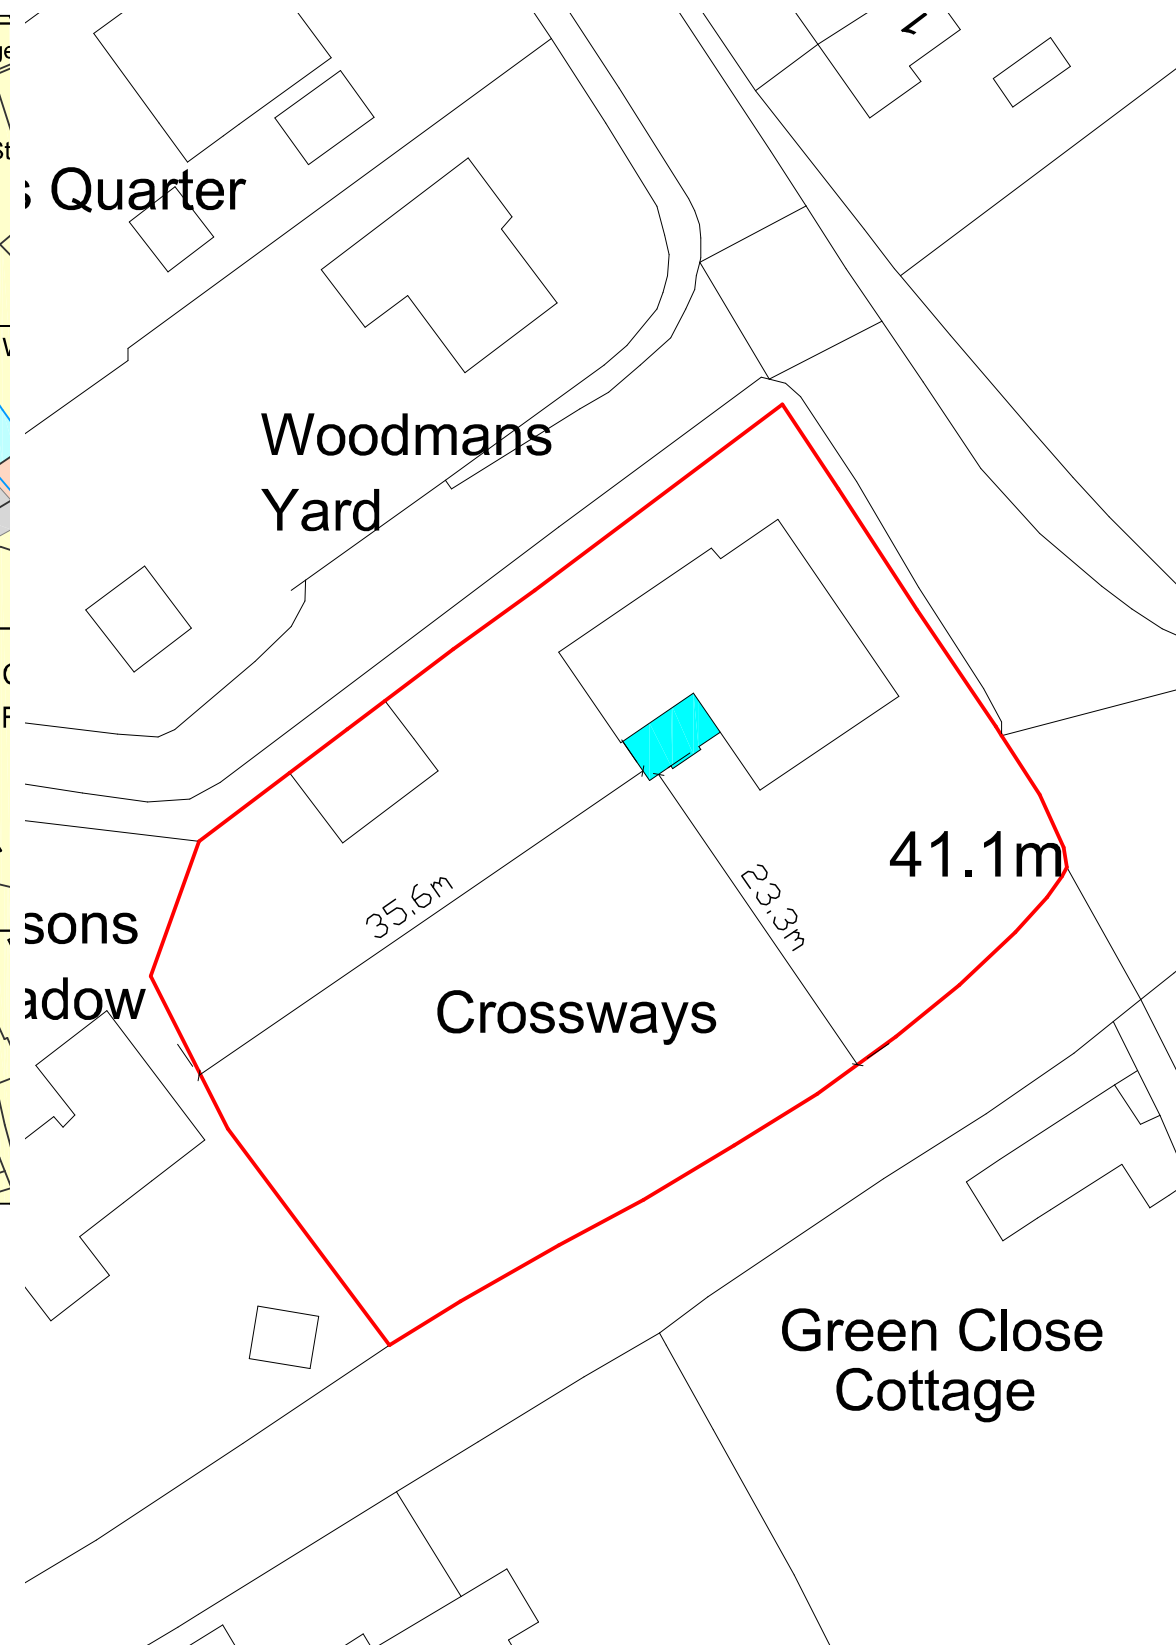 Quarter
Woodmans
Yard
41.1m
35.6m
23.3m
sons
adow
Crossways
Green Close
Cottage